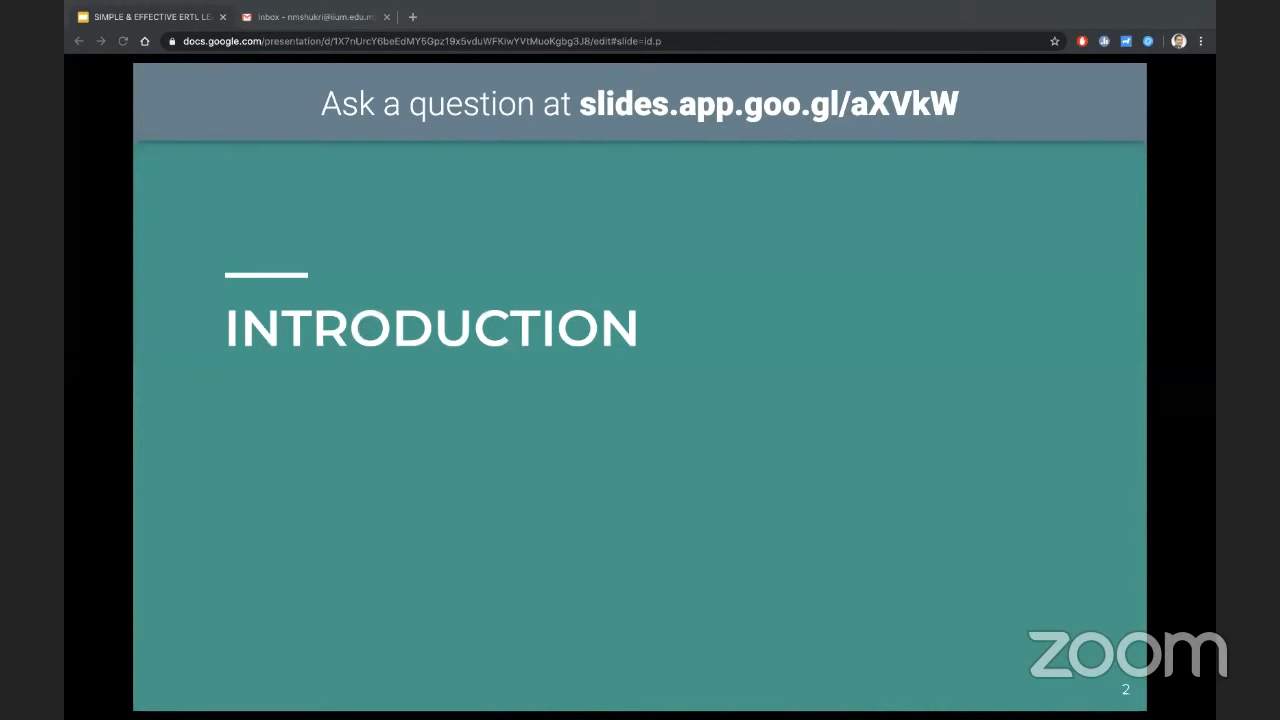 SIMPLE & EFFECTIVE ERTL LE
Inbox - nmshukri@iium.edu.m
docs.google.com/presentation/d/1X7nUrcY6beEdMY5Gpz19x5vduWFKiwYVtMuoKgbg3J8/edit#slide=id.p
Ask a question at slides.app.goo.gl/aXVkW
INTRODUCTION
zoom
2